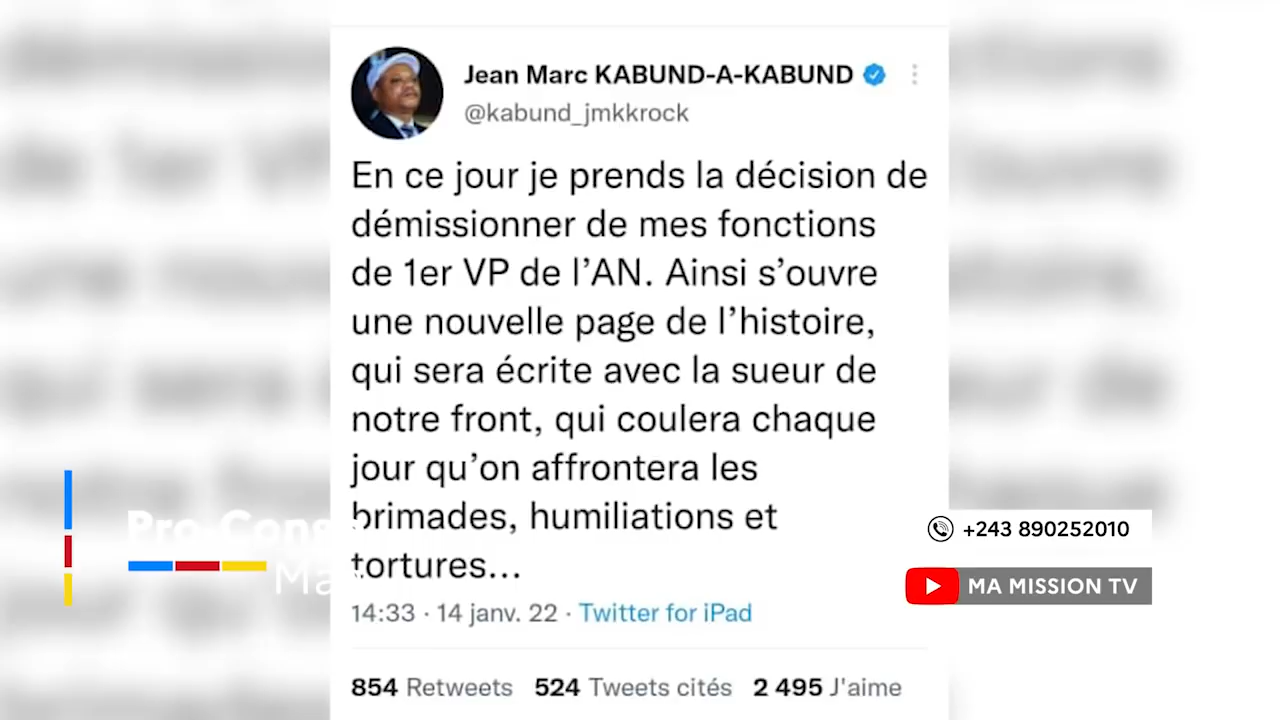 Jean Marc KABUND-A-KABUND
@kabund_jmkkrock
En ce jour je prends la décision de
démissionner de mes fonctions
de 1er VP de l’AN. Ainsi s’ouvre
une nouvelle page de l’histoire,
qui sera écrite avec la sueur de
notre front, qui coulera chaque
jour qu’on affrontera les
brimades, humiliations et
tortures...
14:33 · 14 janv. 22 · Twitter for iPad
854 Retweets 524 Tweets cités 2 495 J'aime
+243 890252010
MA MISSION TV